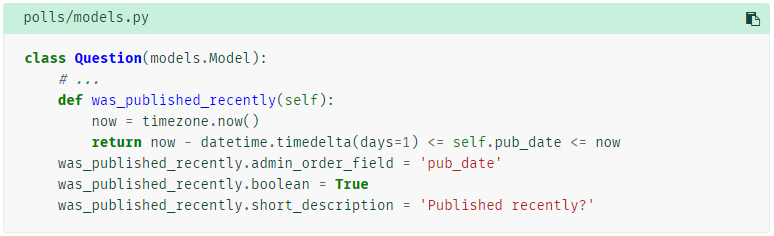 polls/models.py
class Question(models.Model):
    # ...
    def was_published_recently(self):
        now = timezone.now()
        return now - datetime.timedelta(days=1) <= self.pub_date <= now
    was_published_recently.admin_order_field = 'pub_date'
    was_published_recently.boolean = True
    was_published_recently.short_description = 'Published recently?'